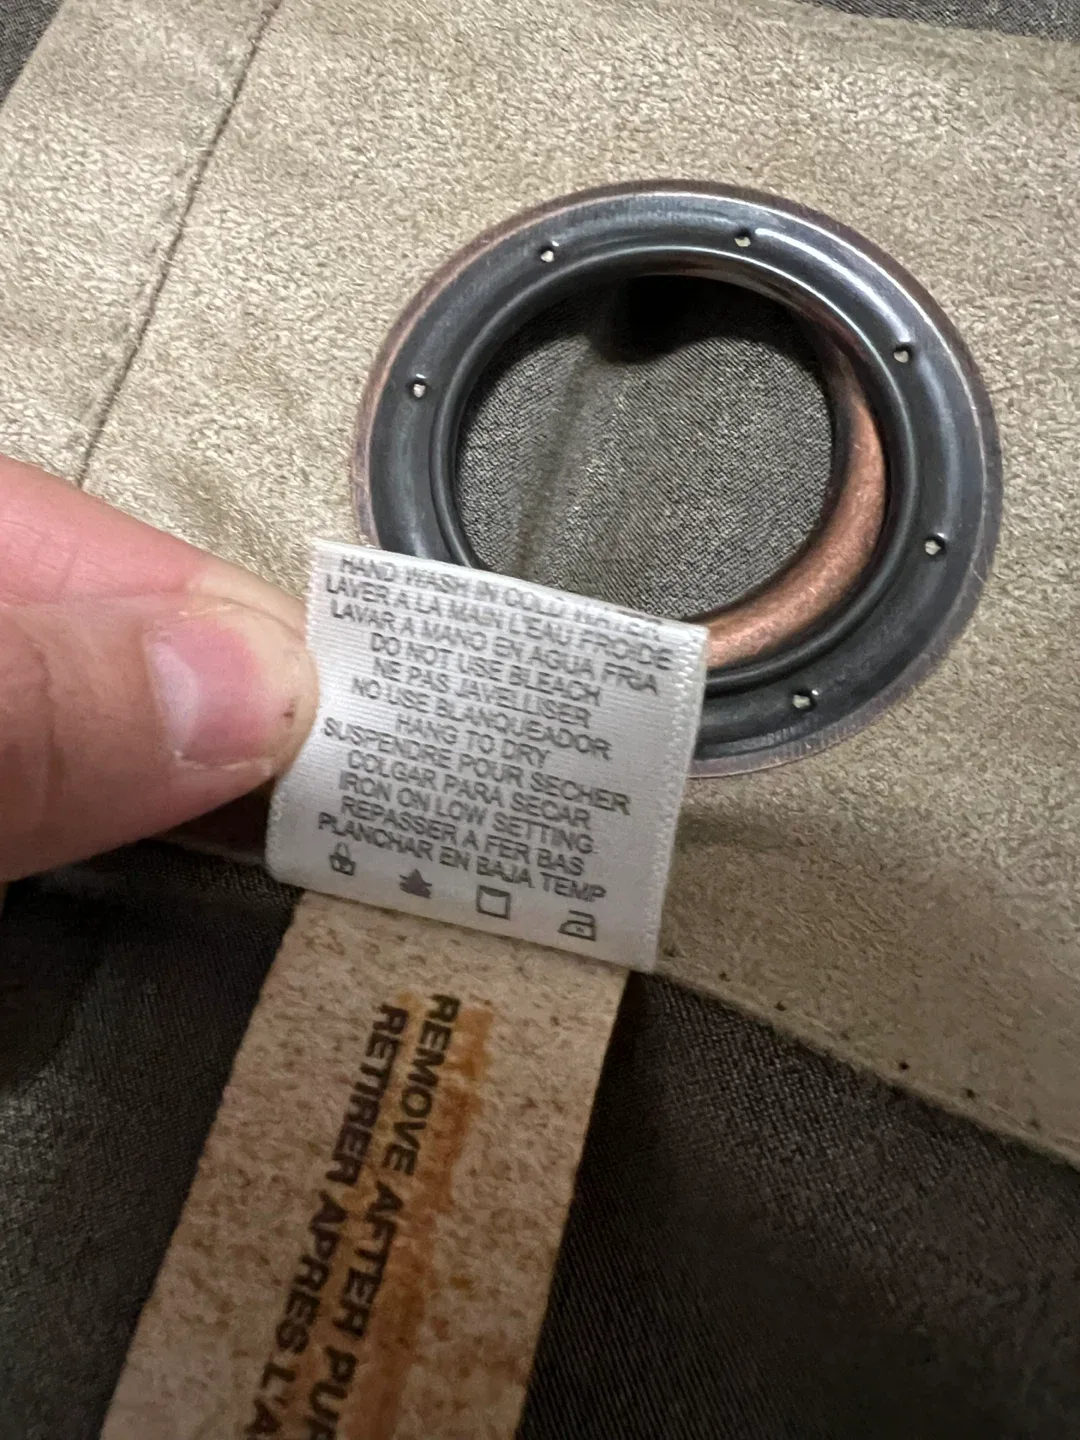 HAND WASH IN COLD WATER
LAVER A LA MAIN L'EAU FROIDE
LAVAR A MANO EN AGUA FRIA
DO NOT USE BLEACH
NE PAS JAVELLISER
NO USE BLANQUEADOR
HANG TO DRY
SUSPENDRE POUR SECHER
COLGAR PARA SECAR
IRON ON LOW SETTING
REPASSER A FER BAS
PLANCHAR EN BAJA TEMP
REMOVE AFTER PUR
RETIRER APRES L'A